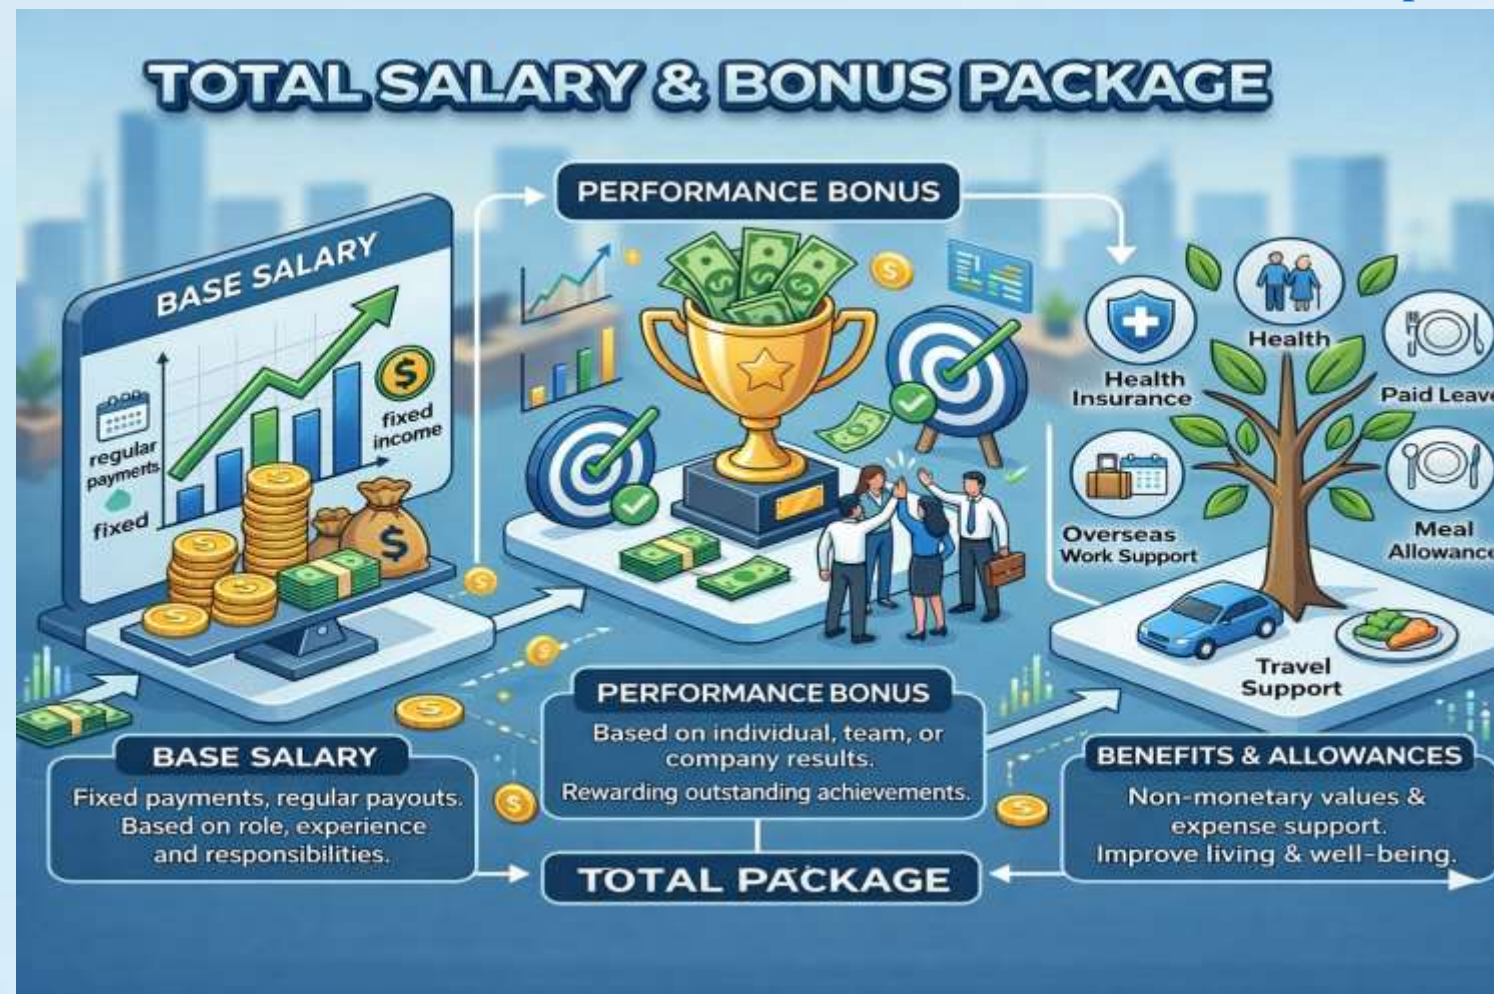 TOTAL SALARY & BONUS PACKAGE
PERFORMANCE BONUS
BASE SALARY
regular
payments
fixed
fixed
income
Health
Health
Insurance
Paid Leave
Overseas
Work Support
Meal
Allowance
Travel
Support
BASE SALARY
Fixed payments, regular payouts.
Based on role, experience
and responsibilities.
PERFORMANCE BONUS
Based on individual, team, or
company results.
Rewarding outstanding achievements.
BENEFITS & ALLOWANCES
Non-monetary values &
expense support.
Improve living & well-being.
TOTAL PACKAGE